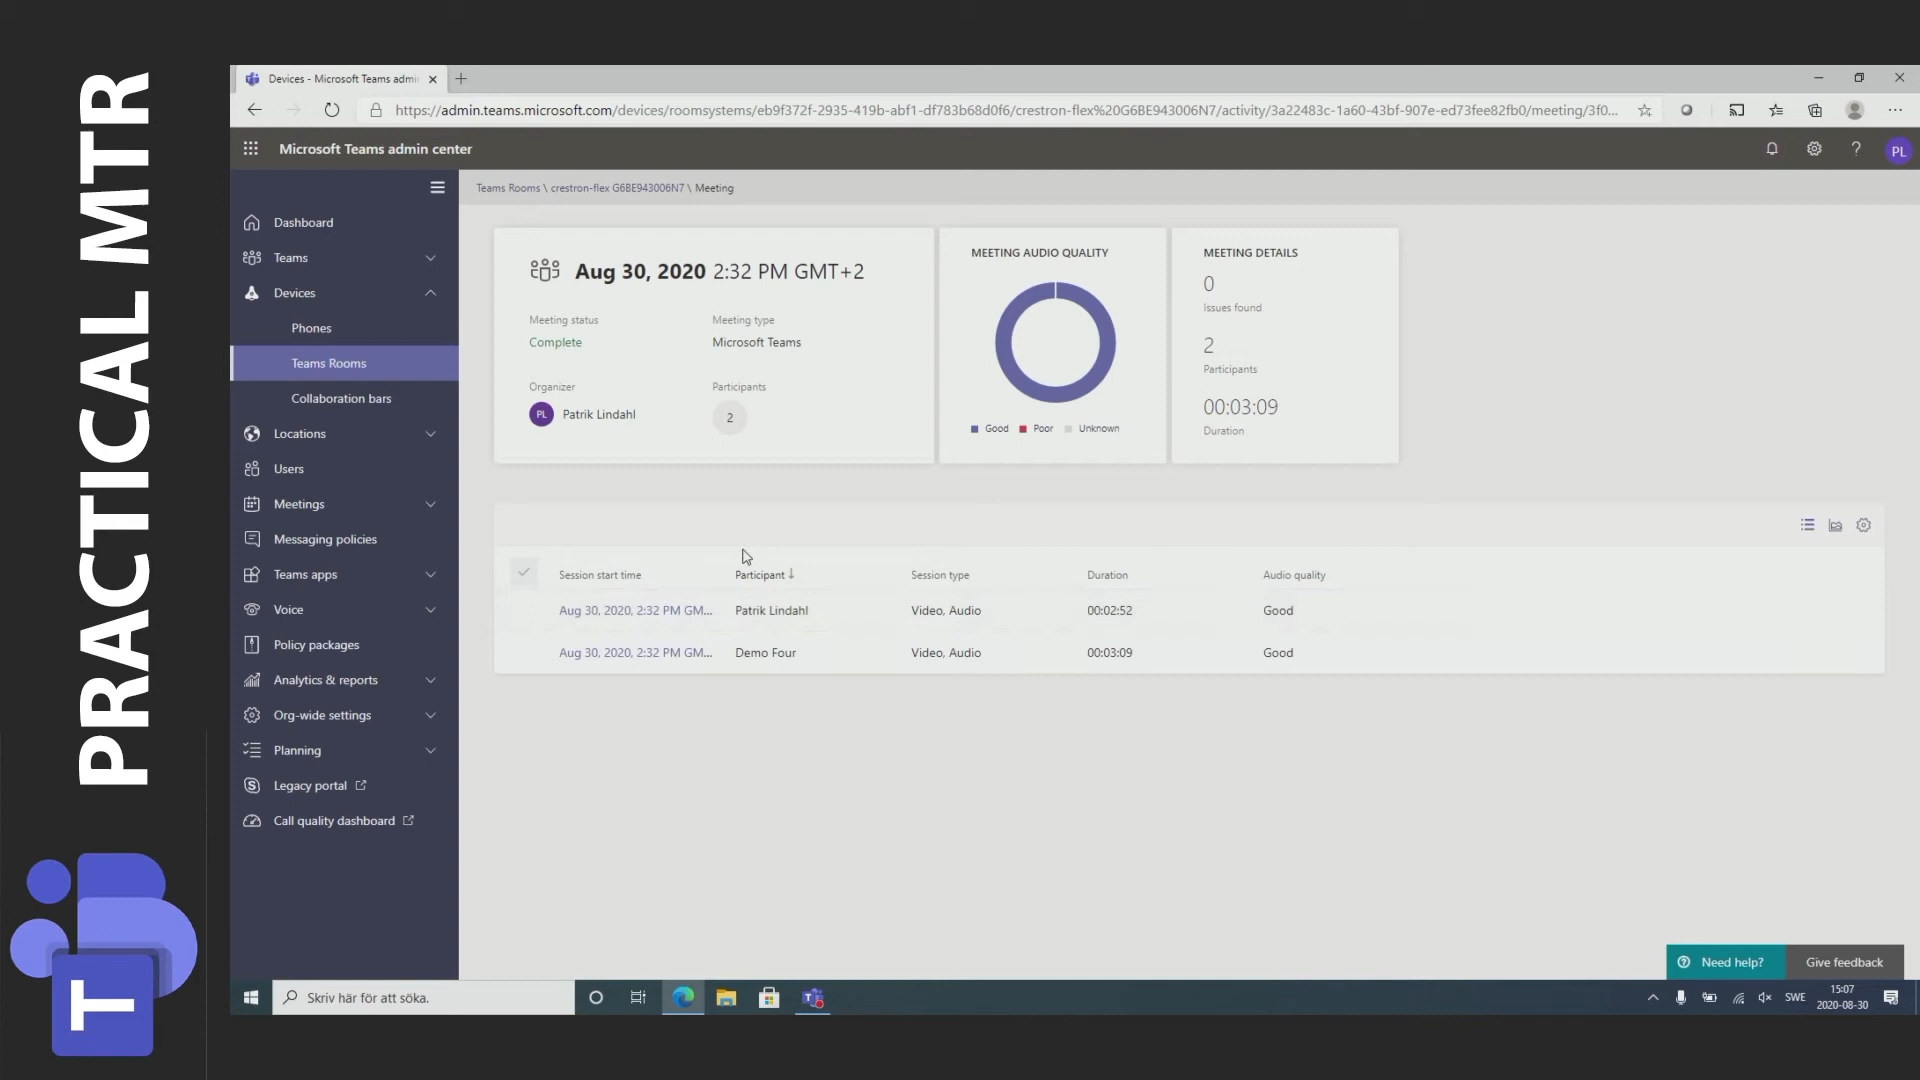 PRACTICAL MTR
T
Devices - Microsoft Teams admi
https://admin.teams.microsoft.com/devices/roomsystems/eb9f372f-2935-419b-abf1-df783b68d0f6/crestron-flex%20G6BE943006N7/activity/3a22483c-1a60-43bf-907e-ed73fee82fb0/meeting/3f0...
Microsoft Teams admin center
PL
Teams Rooms \ crestron-flex G6BE943006N7 \ Meeting
Dashboard
Teams
Devices
Phones
Teams Rooms
Collaboration bars
Locations
Users
Meetings
Messaging policies
Teams apps
Voice
Policy packages
Analytics & reports
Org-wide settings
Planning
Legacy portal
Call quality dashboard
Aug 30, 2020 2:32 PM GMT+2
Meeting status
Meeting type
Complete
Microsoft Teams
Organizer
Participants
PL Patrik Lindahl
2
MEETING AUDIO QUALITY
Good Poor Unknown
MEETING DETAILS
0
Issues found
2
Participants
00:03:09
Duration
Session start time Participant ↓ Session type Duration Audio quality
Aug 30, 2020, 2:32 PM GM... Patrik Lindahl Video, Audio 00:02:52 Good
Aug 30, 2020, 2:32 PM GM... Demo Four Video, Audio 00:03:09 Good
Need help?
Give feedback
Skriv här för att söka.
SWE
15:07
2020-08-30